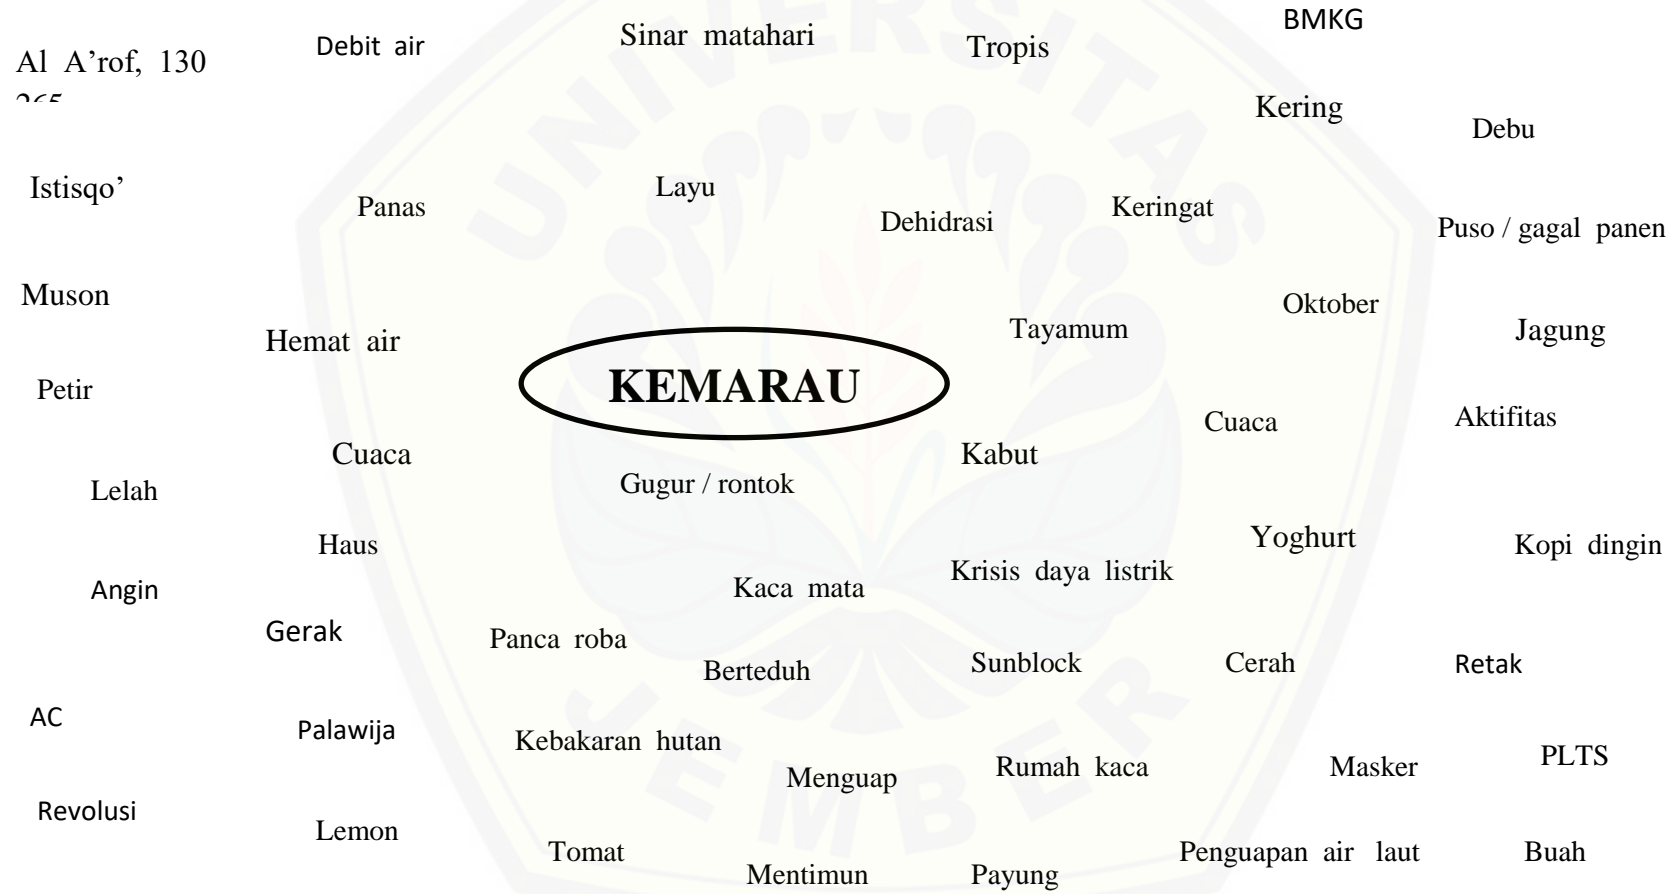 BMKG
Sinar matahari
Debit air
Tropis
Al A’rof, 130
Kering
Debu
Istisqo’
Layu
Panas
Keringat
Dehidrasi
Puso / gagal panen
Muson
Oktober
Tayamum
Jagung
Hemat air
KEMARAU
Petir
Aktifitas
Cuaca
Cuaca
Kabut
Gugur / rontok
Lelah
Yoghurt
Haus
Kopi dingin
Krisis daya listrik
Kaca mata
Angin
Gerak
Panca roba
Sunblock
Cerah
Retak
Berteduh
AC
Palawija
Kebakaran hutan
PLTS
Rumah kaca
Masker
Menguap
Revolusi
Lemon
Tomat
Penguapan air laut
Buah
Mentimun
Payung
UNIVERSITAS
JEMBER